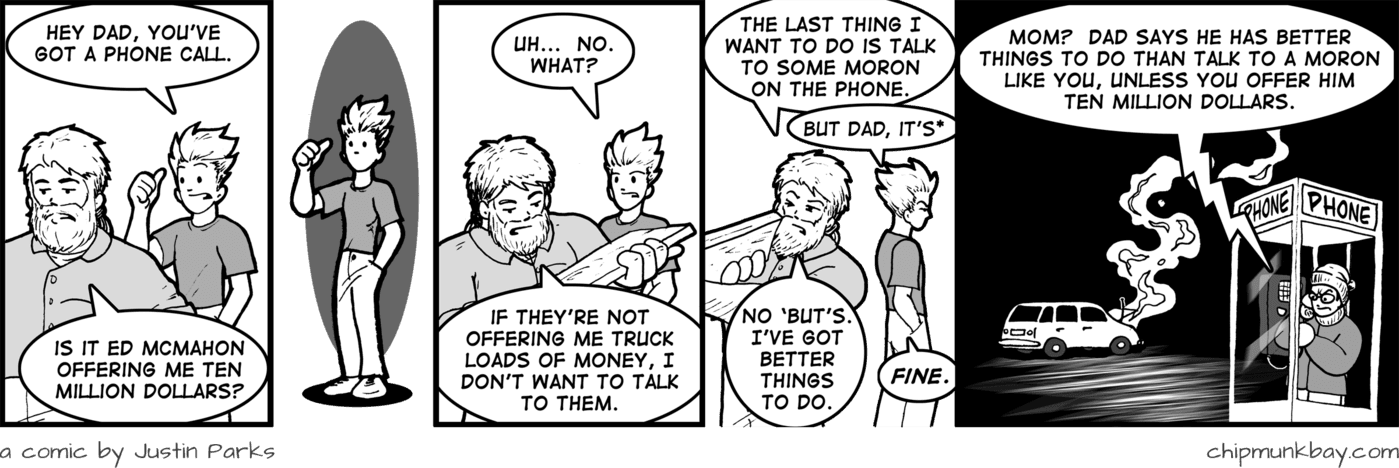 HEY DAD, YOU'VE
GOT A PHONE CALL.
IS IT ED MCMAHON
OFFERING ME TEN
MILLION DOLLARS?
UH... NO.
WHAT?
IF THEY'RE NOT
OFFERING ME TRUCK
LOADS OF MONEY, I
DON'T WANT TO TALK
TO THEM.
THE LAST THING I
WANT TO DO IS TALK
TO SOME MORON
ON THE PHONE.
BUT DAD, IT'S*
NO 'BUT'S.
I'VE GOT
BETTER
THINGS
TO DO.
FINE.
MOM? DAD SAYS HE HAS BETTER
THINGS TO DO THAN TALK TO A MORON
LIKE YOU, UNLESS YOU OFFER HIM
TEN MILLION DOLLARS.
PHONE
PHONE
a comic by Justin Parks
chipmunkbay.com